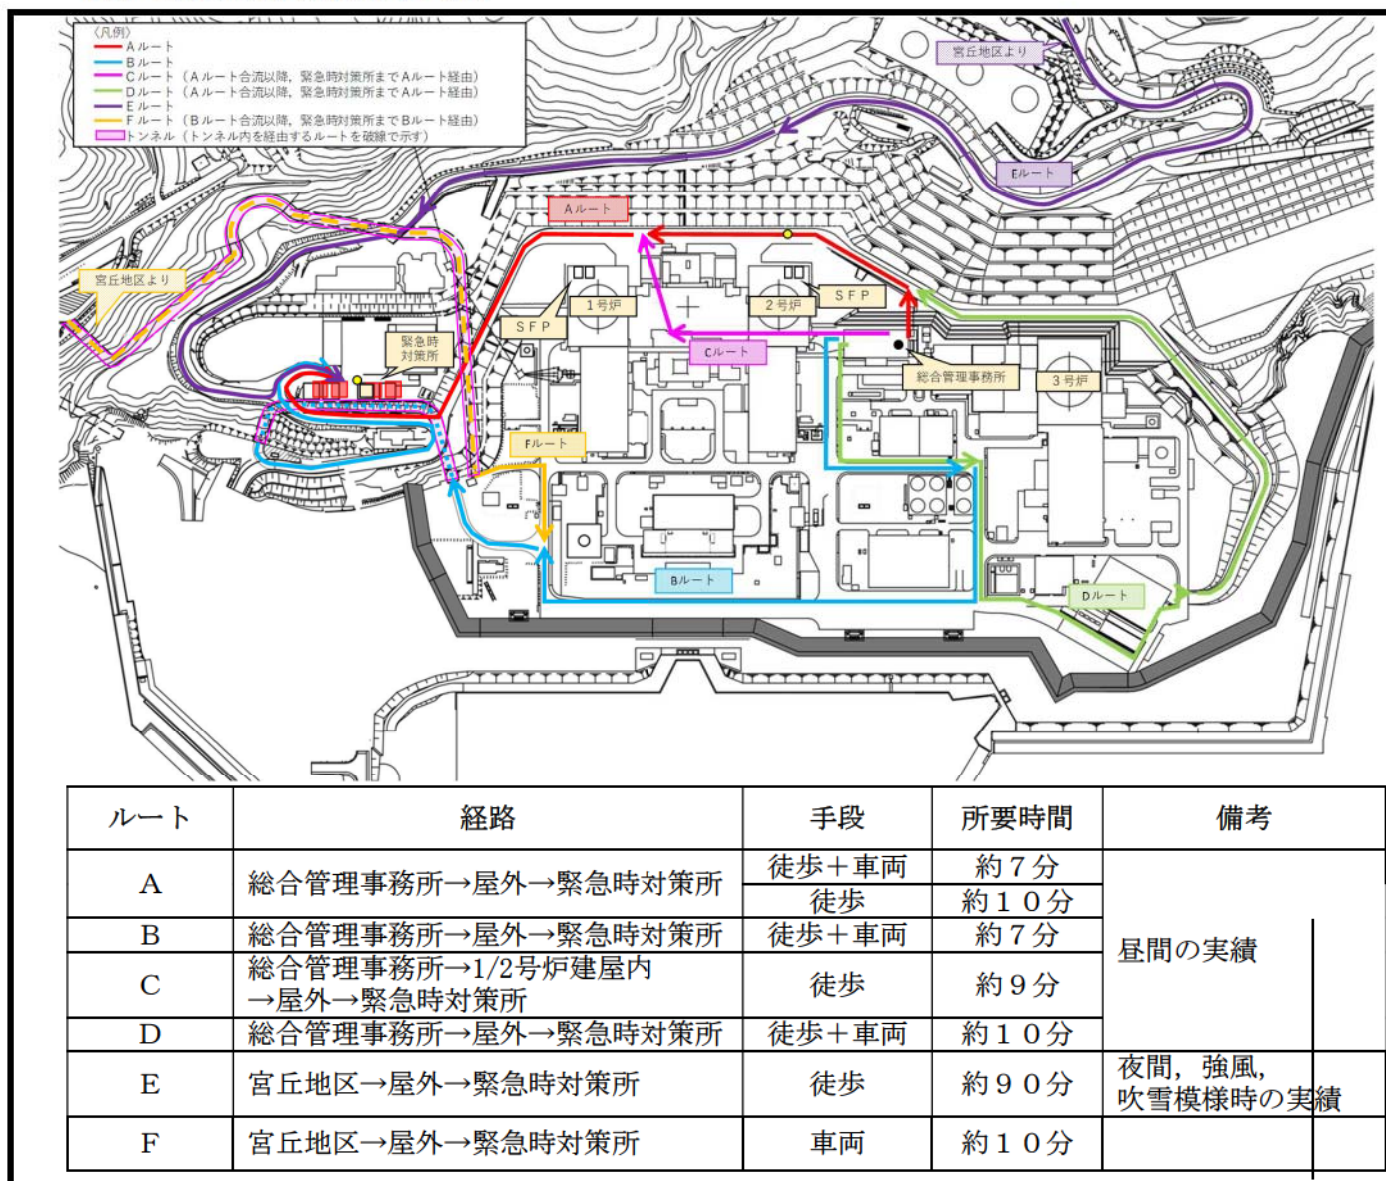 〈凡例〉
Aルート
Bルート
Cルート（Aルート合流以降，緊急時対策所までAルート経由）
Dルート（Aルート合流以降，緊急時対策所までAルート経由）
Eルート
Fルート（Bルート合流以降，緊急時対策所までBルート経由）
トンネル（トンネル内を経由するルートを破線で示す）
宮丘地区より
Eルート
Aルート
宮丘地区より
1号炉
2号炉
SFP
SFP
緊急時
対策所
Cルート
総合管理事務所
3号炉
Fルート
Bルート
Dルート
ルート 経路 手段 所要時間 備考
A 総合管理事務所→屋外→緊急時対策所 徒歩＋車両 約７分
徒歩 約１０分
B 総合管理事務所→屋外→緊急時対策所 徒歩＋車両 約７分
昼間の実績
C 総合管理事務所→1/2号炉建屋内
→屋外→緊急時対策所 徒歩 約９分
D 総合管理事務所→屋外→緊急時対策所 徒歩＋車両 約１０分
E 宮丘地区→屋外→緊急時対策所 徒歩 約９０分 夜間，強風，
吹雪模様時の実績
F 宮丘地区→屋外→緊急時対策所 車両 約１０分